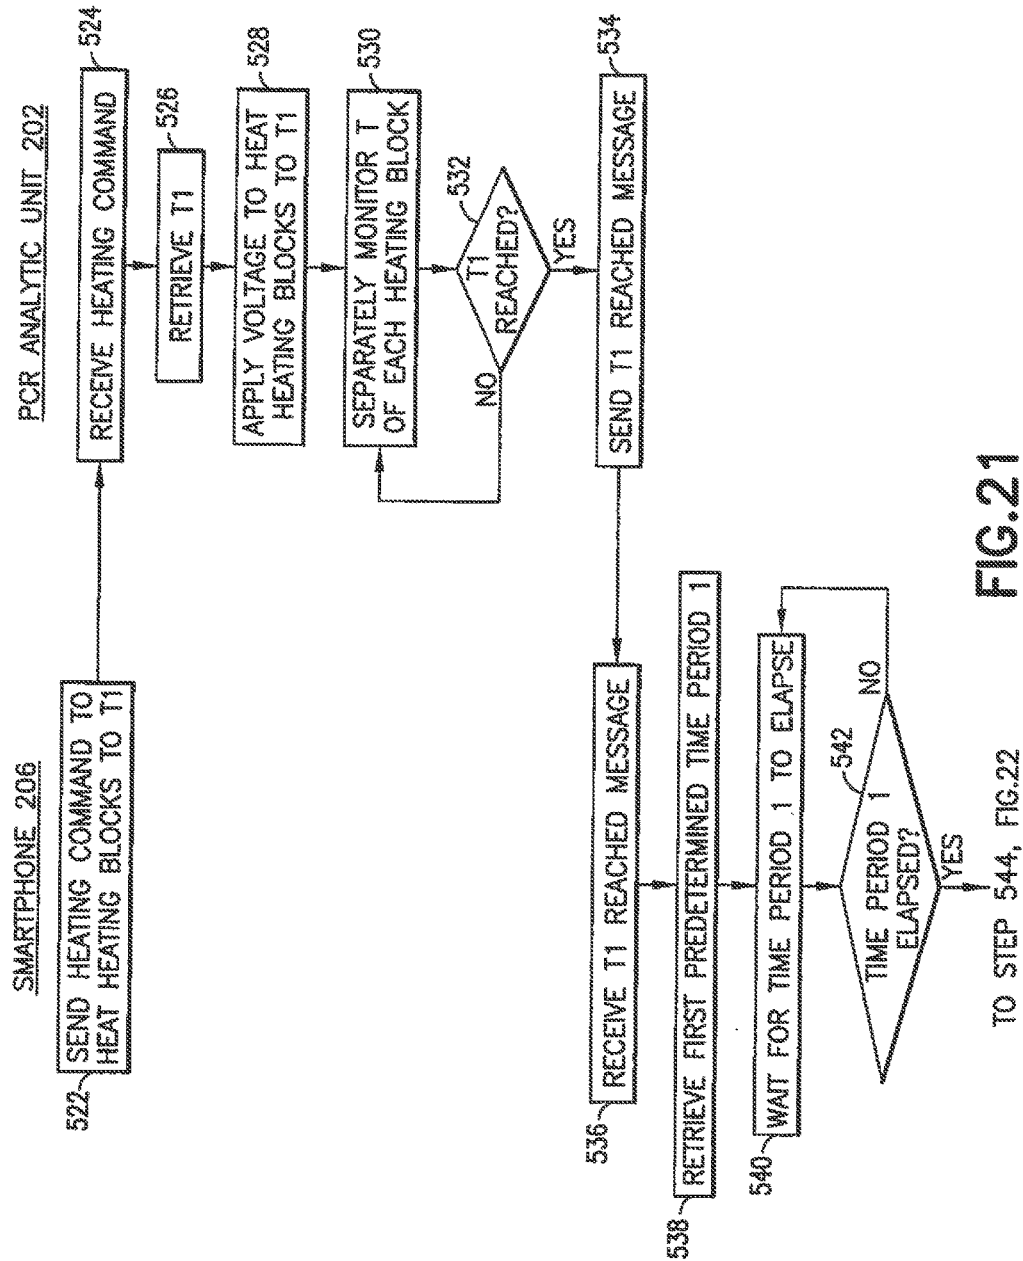 SMARTPHONE 206
PCR ANALYTIC UNIT 202
522
SEND HEATING COMMAND TO
HEAT HEATING BLOCKS TO T1
524
RECEIVE HEATING COMMAND
526
RETRIEVE T1
528
APPLY VOLTAGE TO HEAT
HEATING BLOCKS TO T1
530
SEPARATELY MONITOR T
OF EACH HEATING BLOCK
532
T1
REACHED?
NO
YES
534
SEND T1 REACHED MESSAGE
536
RECEIVE T1 REACHED MESSAGE
538
RETRIEVE FIRST PREDETERMINED TIME PERIOD 1
540
WAIT FOR TIME PERIOD 1 TO ELAPSE
542
TIME PERIOD 1
ELAPSED?
NO
YES
TO STEP 544, FIG.22
FIG.21